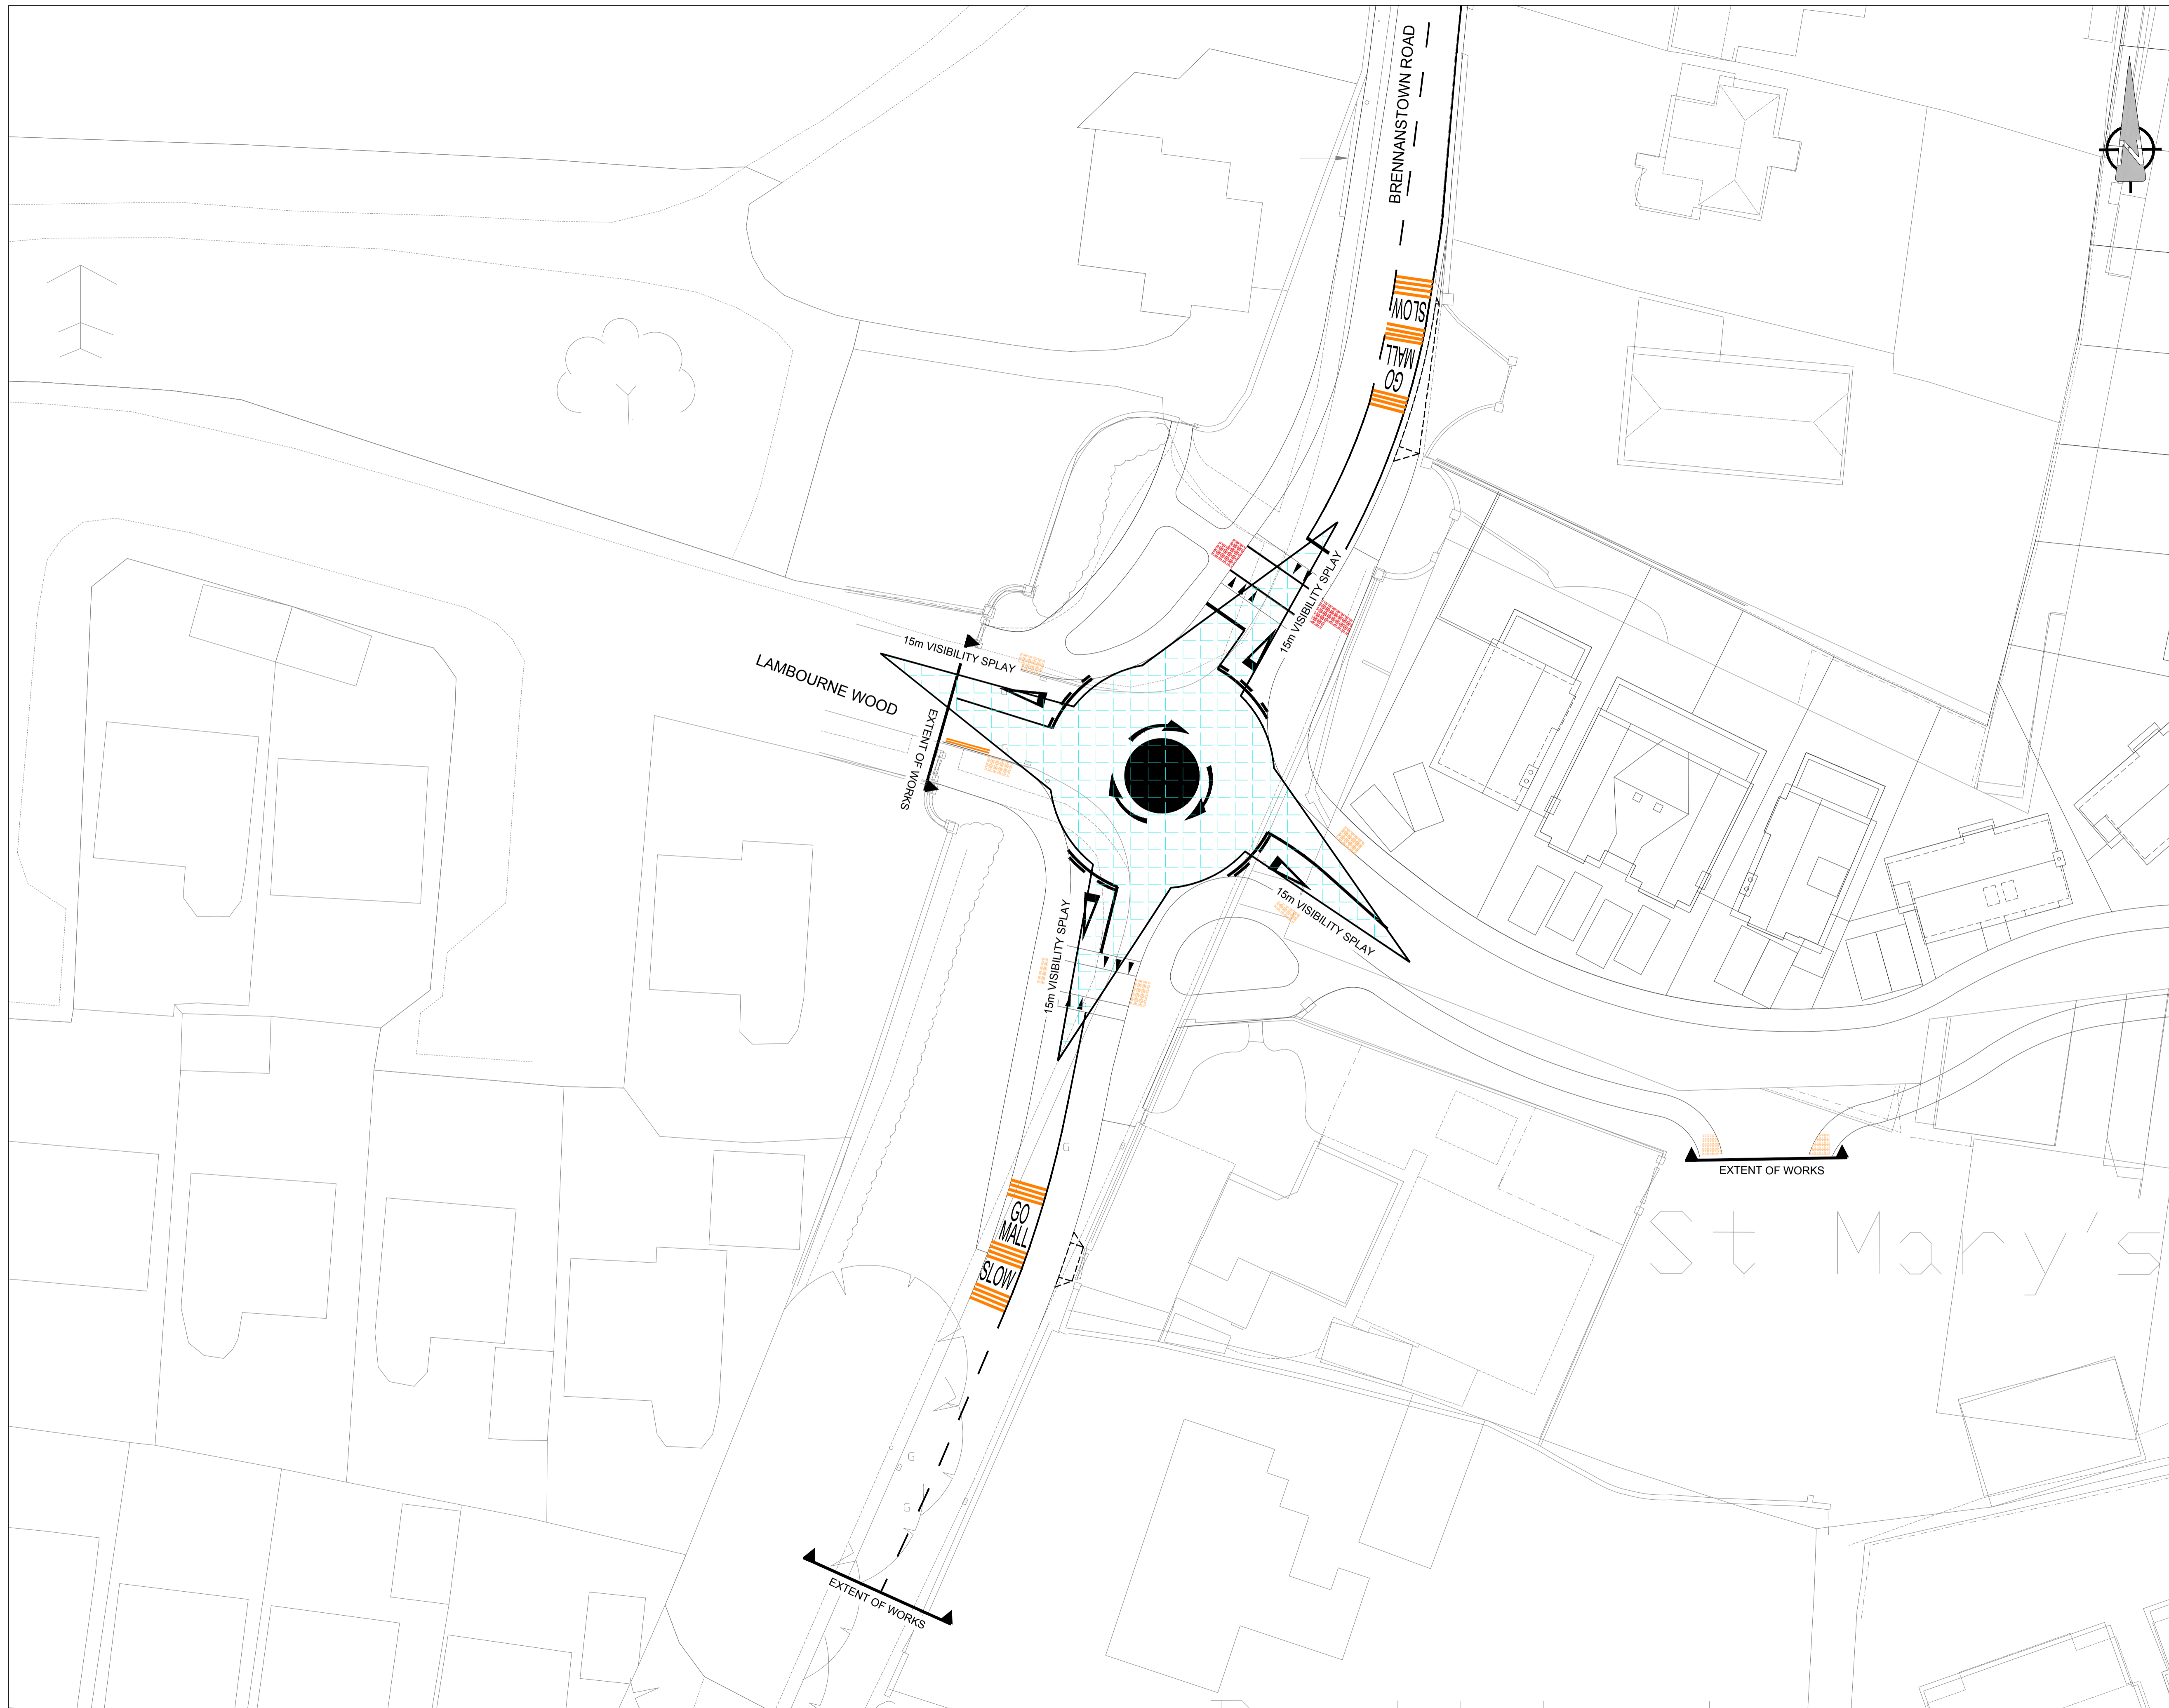 BRENNANSTOWN ROAD
N
SLOW
MALL
GO
15m VISIBILITY SPLAY
15m VISIBILITY SPLAY
LAMBOURNE WOOD
EXTENT OF WORKS
15m VISIBILITY SPLAY
15m VISIBILITY SPLAY
G
EXTENT OF WORKS
GO
MALL
SLOW
St Mary's
G
G
EXTENT OF WORKS